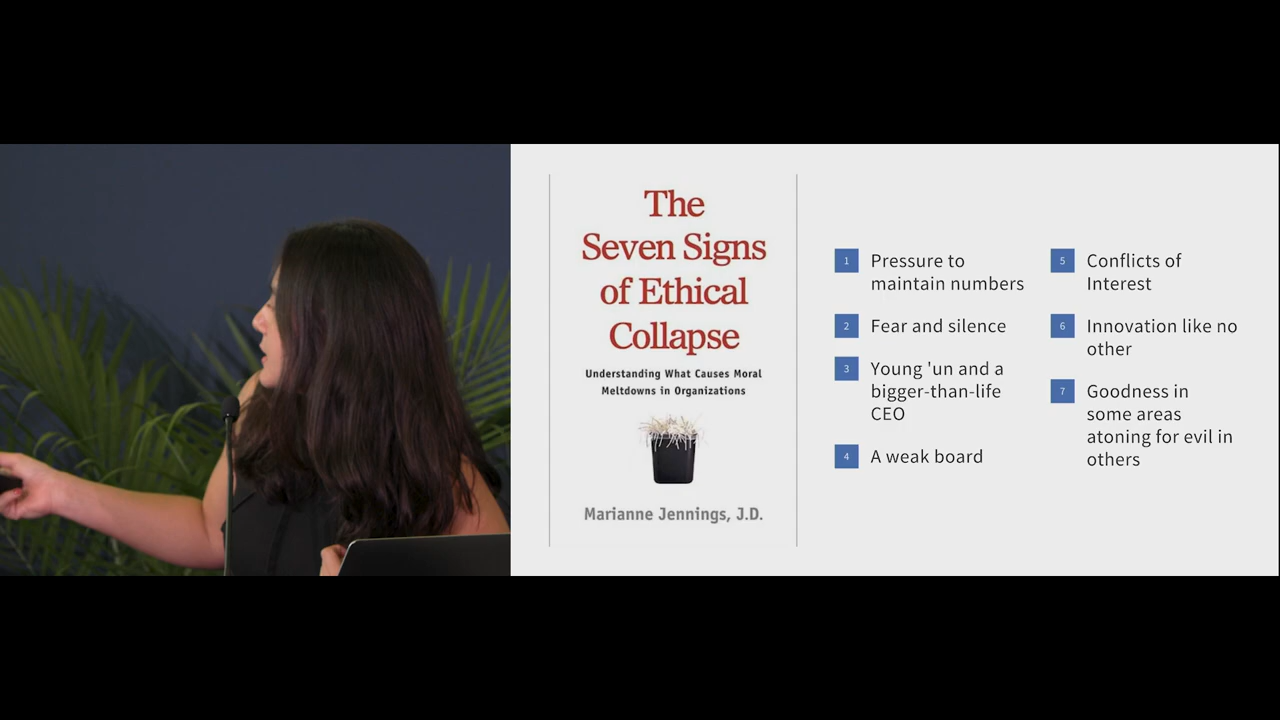 The
Seven Signs
of Ethical
Collapse
Understanding What Causes Moral
Meltdowns in Organizations
Marianne Jennings, J.D.
1 Pressure to
maintain numbers
2 Fear and silence
3 Young 'un and a
bigger-than-life
CEO
4 A weak board
5 Conflicts of
Interest
6 Innovation like no
other
7 Goodness in
some areas
atoning for evil in
others